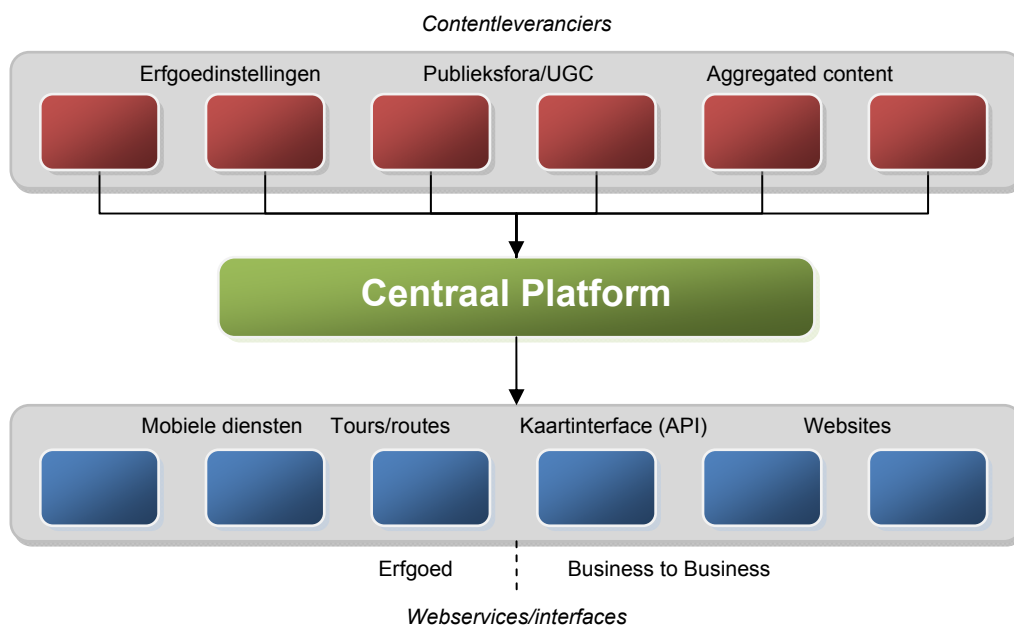 Contentleveranciers
Erfgoedinstellingen Publieksfora/UGC Aggregated content
Centraal Platform
Mobiele diensten Tours/routes Kaartinterface (API) Websites
Erfgoed Business to Business
Webservices/interfaces